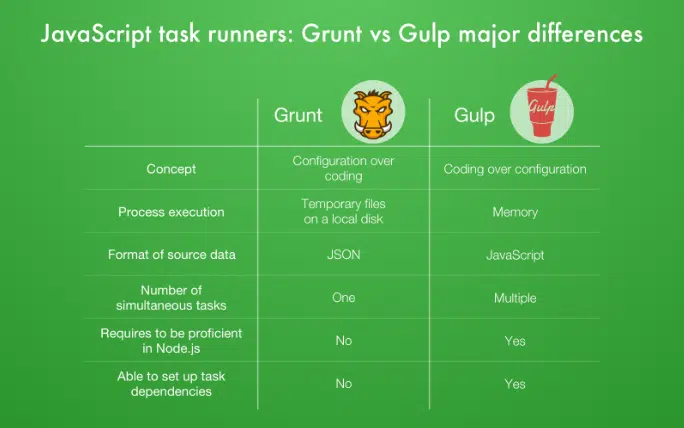 JavaScript task runners: Grunt vs Gulp major differences
Grunt
Gulp
Gulp
Concept
Configuration over
coding
Coding over configuration
Process execution
Temporary files
on a local disk
Memory
Format of source data
JSON
JavaScript
Number of
simultaneous tasks
One
Multiple
Requires to be proficient
in Node.js
No
Yes
Able to set up task
dependencies
No
Yes